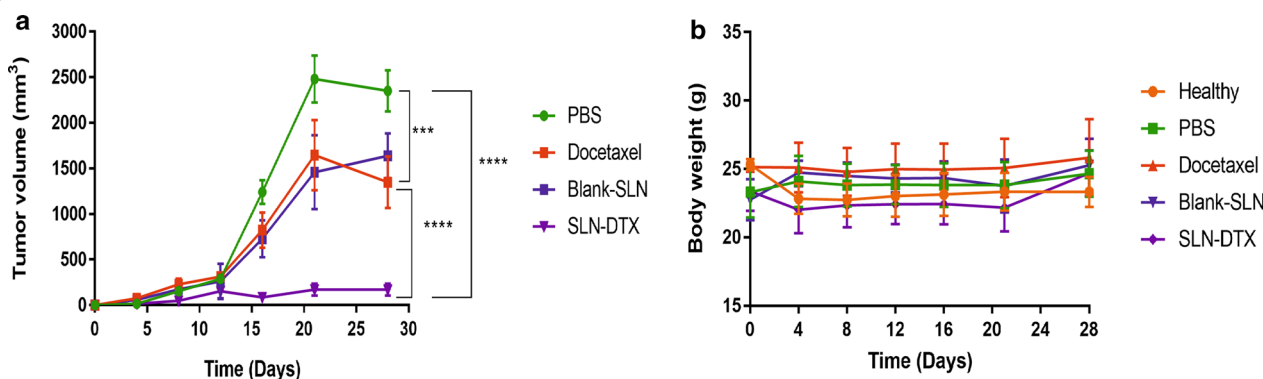 a
Tumor volume (mm³)
3000
2500
2000
1500
1000
500
0
0 5 10 15 20 25 30
Time (Days)
***
****
****
PBS
Docetaxel
Blank-SLN
SLN-DTX
b
Body weight (g)
35
30
25
20
15
0 4 8 12 16 20 24 28
Time (Days)
Healthy
PBS
Docetaxel
Blank-SLN
SLN-DTX